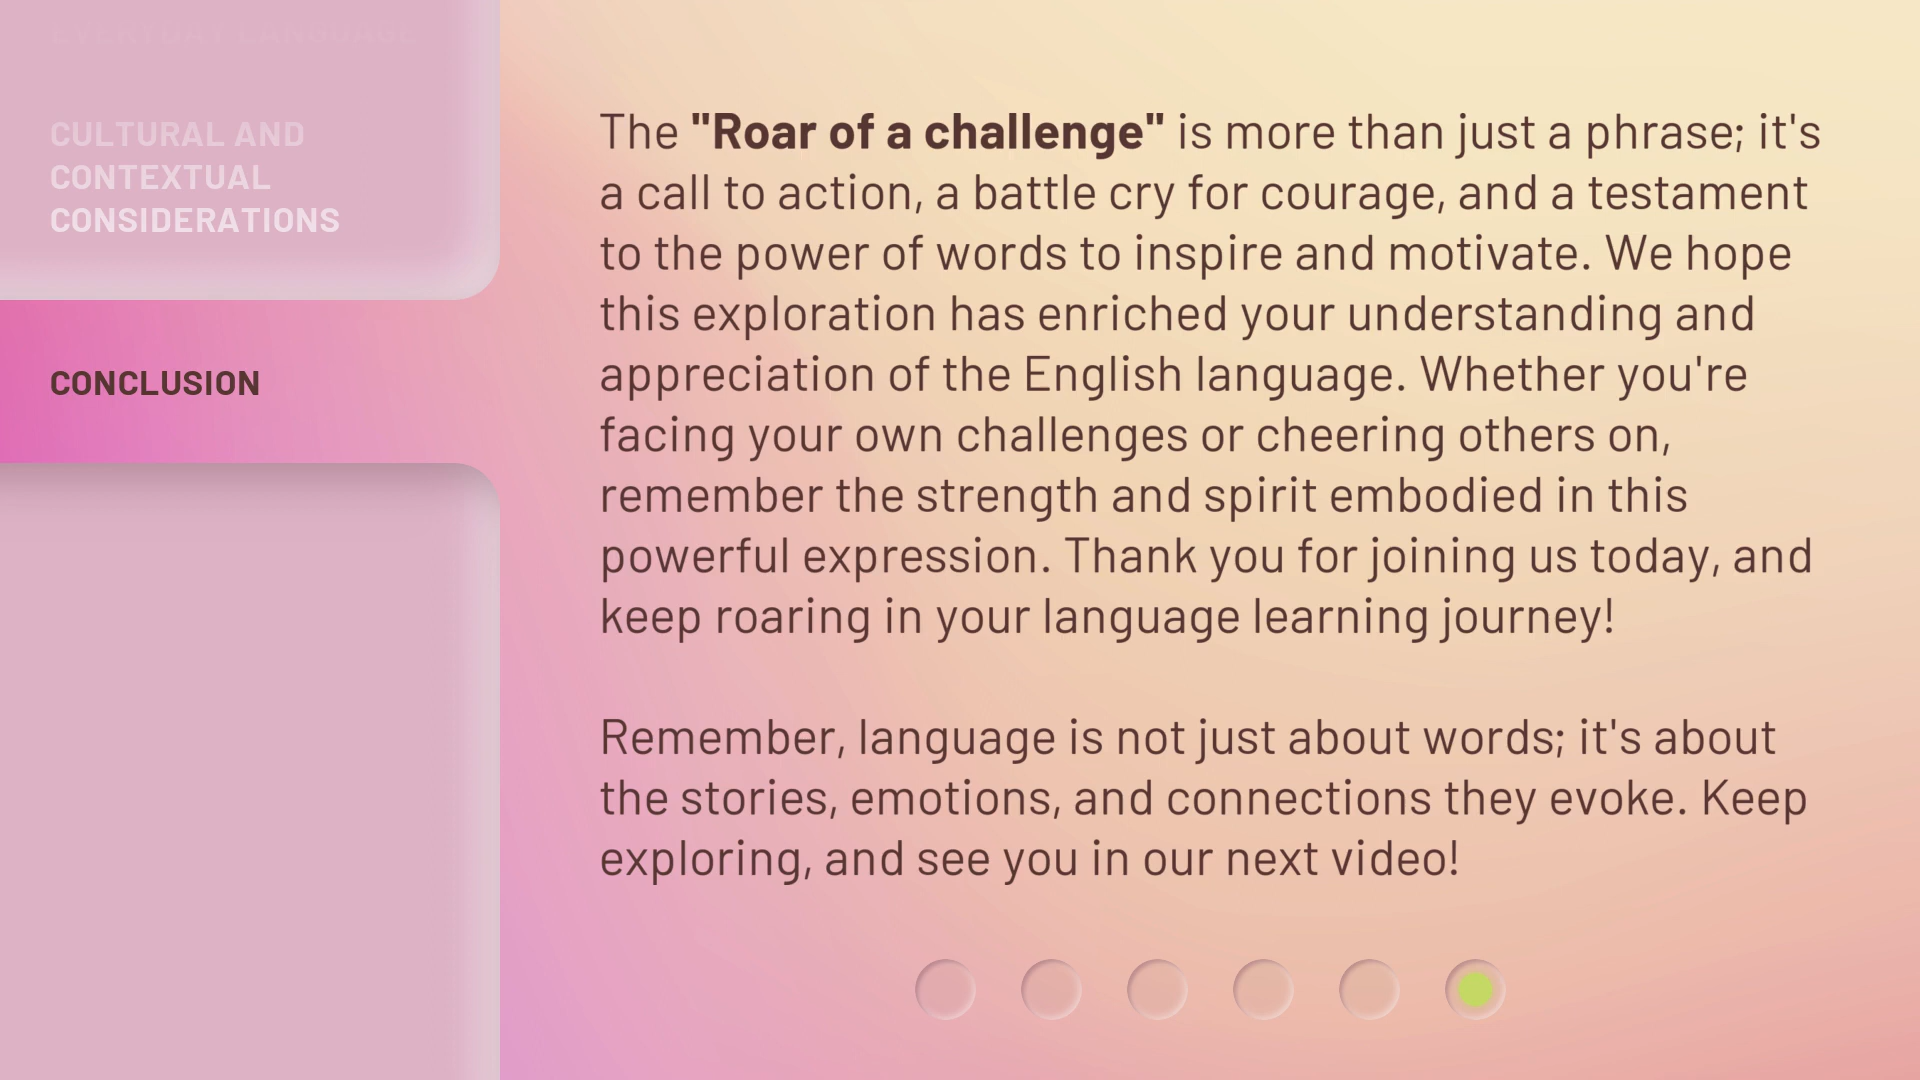 EVERYDAY LANGUAGE
CULTURAL AND
CONTEXTUAL
CONSIDERATIONS
CONCLUSION
The "Roar of a challenge" is more than just a phrase; it's
a call to action, a battle cry for courage, and a testament
to the power of words to inspire and motivate. We hope
this exploration has enriched your understanding and
appreciation of the English language. Whether you're
facing your own challenges or cheering others on,
remember the strength and spirit embodied in this
powerful expression. Thank you for joining us today, and
keep roaring in your language learning journey!
Remember, language is not just about words; it's about
the stories, emotions, and connections they evoke. Keep
exploring, and see you in our next video!